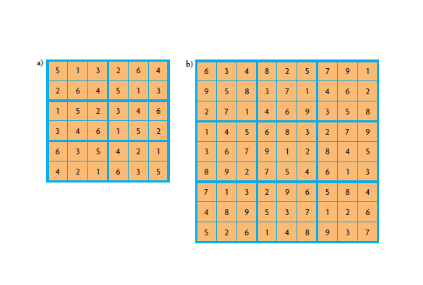 a)
5 1 3 2 6 4
2 6 4 5 1 3
1 5 2 3 4 6
3 4 6 1 5 2
6 3 5 4 2 1
4 2 1 6 3 5
b)
6 3 4 8 2 5 7 9 1
9 5 8 3 7 1 4 6 2
2 7 1 4 6 9 3 5 8
1 4 5 6 8 3 2 7 9
3 6 7 9 1 2 8 4 5
8 9 2 7 5 4 6 1 3
7 1 3 2 9 6 5 8 4
4 8 9 5 3 7 1 2 6
5 2 6 1 4 8 9 3 7